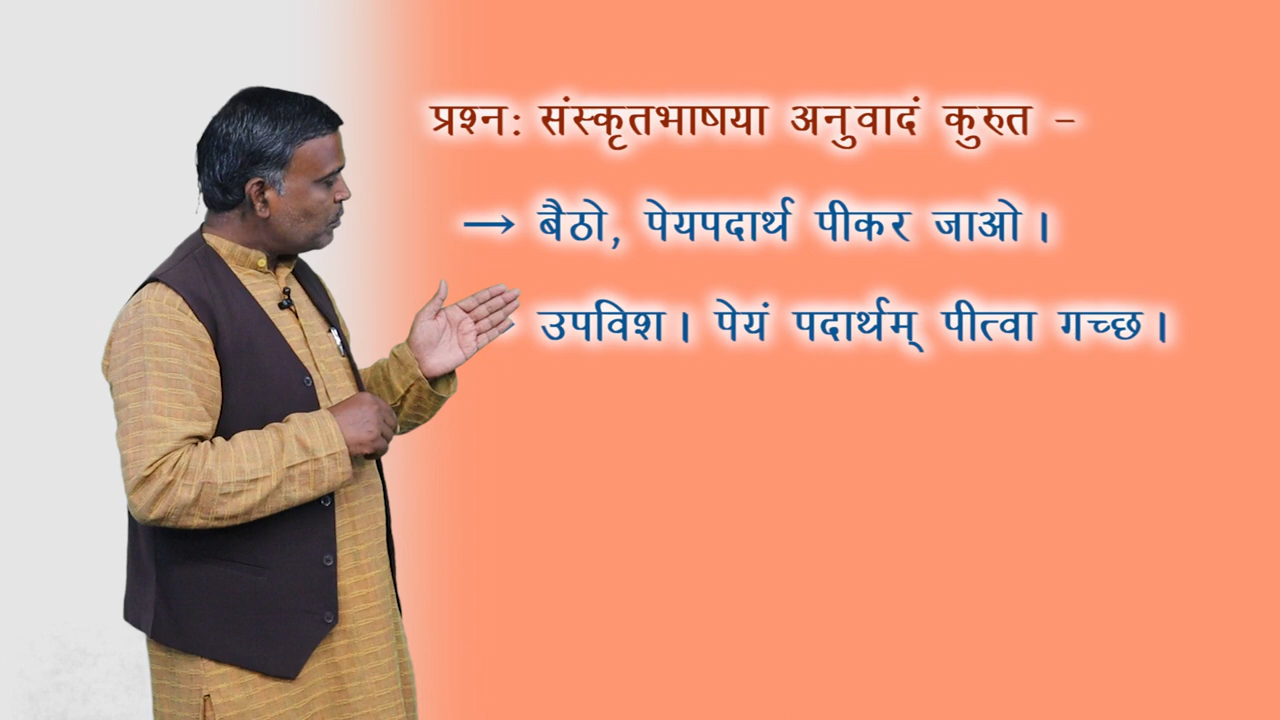 प्रश्न: संस्कृतभाषया अनुवादं कुरुत –
→ बैठो, पेयपदार्थ पीकर जाओ ।
उपविश । पेयं पदार्थम् पीत्वा गच्छ ।